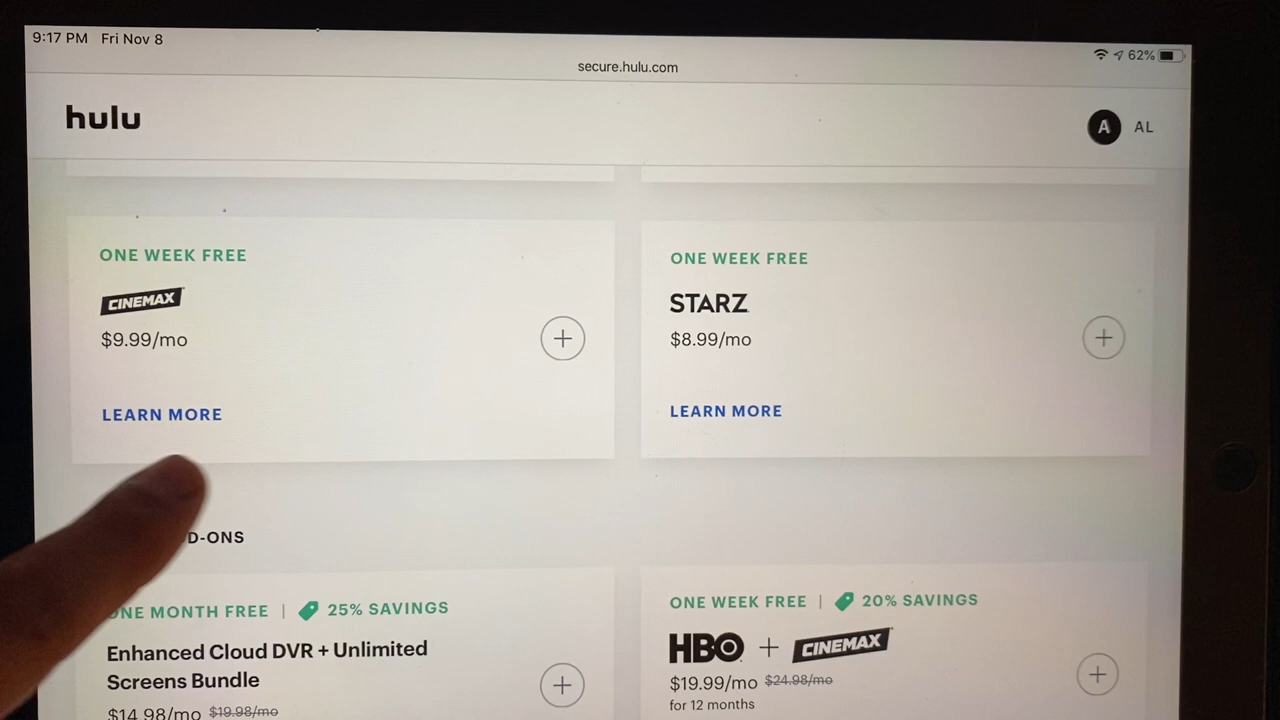 9:17 PM Fri Nov 8
62%
secure.hulu.com
hulu
A AL
ONE WEEK FREE
CINEMAX
$9.99/mo
LEARN MORE
ONE WEEK FREE
STARZ
$8.99/mo
LEARN MORE
D-ONS
ONE MONTH FREE | 25% SAVINGS
Enhanced Cloud DVR + Unlimited
Screens Bundle
$14.98/mo $19.98/mo
ONE WEEK FREE | 20% SAVINGS
HBO + CINEMAX
$19.99/mo $24.98/mo
for 12 months